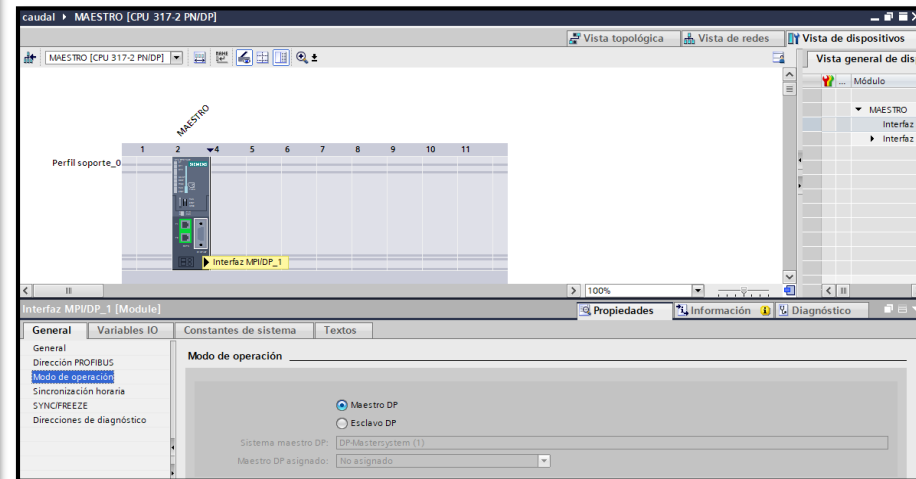 caudal ▸ MAESTRO [CPU 317-2 PN/DP]
Vista topológica Vista de redes Vista de dispositivos
MAESTRO [CPU 317-2 PN/DP]
Vista general de dis
... Módulo
MAESTRO
Interfaz
Interfaz
MAESTRO
1 2 4 5 6 7 8 9 10 11
Perfil soporte_0
SIEMENS
Interfaz MPI/DP_1
100%
Interfaz MPI/DP_1 [Module]
Propiedades Información Diagnóstico
General Variables IO Constantes de sistema Textos
General
Dirección PROFIBUS
Modo de operación
Sincronización horaria
SYNC/FREEZE
Direcciones de diagnóstico
Modo de operación
Maestro DP
Esclavo DP
Sistema maestro DP: DP-Mastersystem (1)
Maestro DP asignado: No asignado